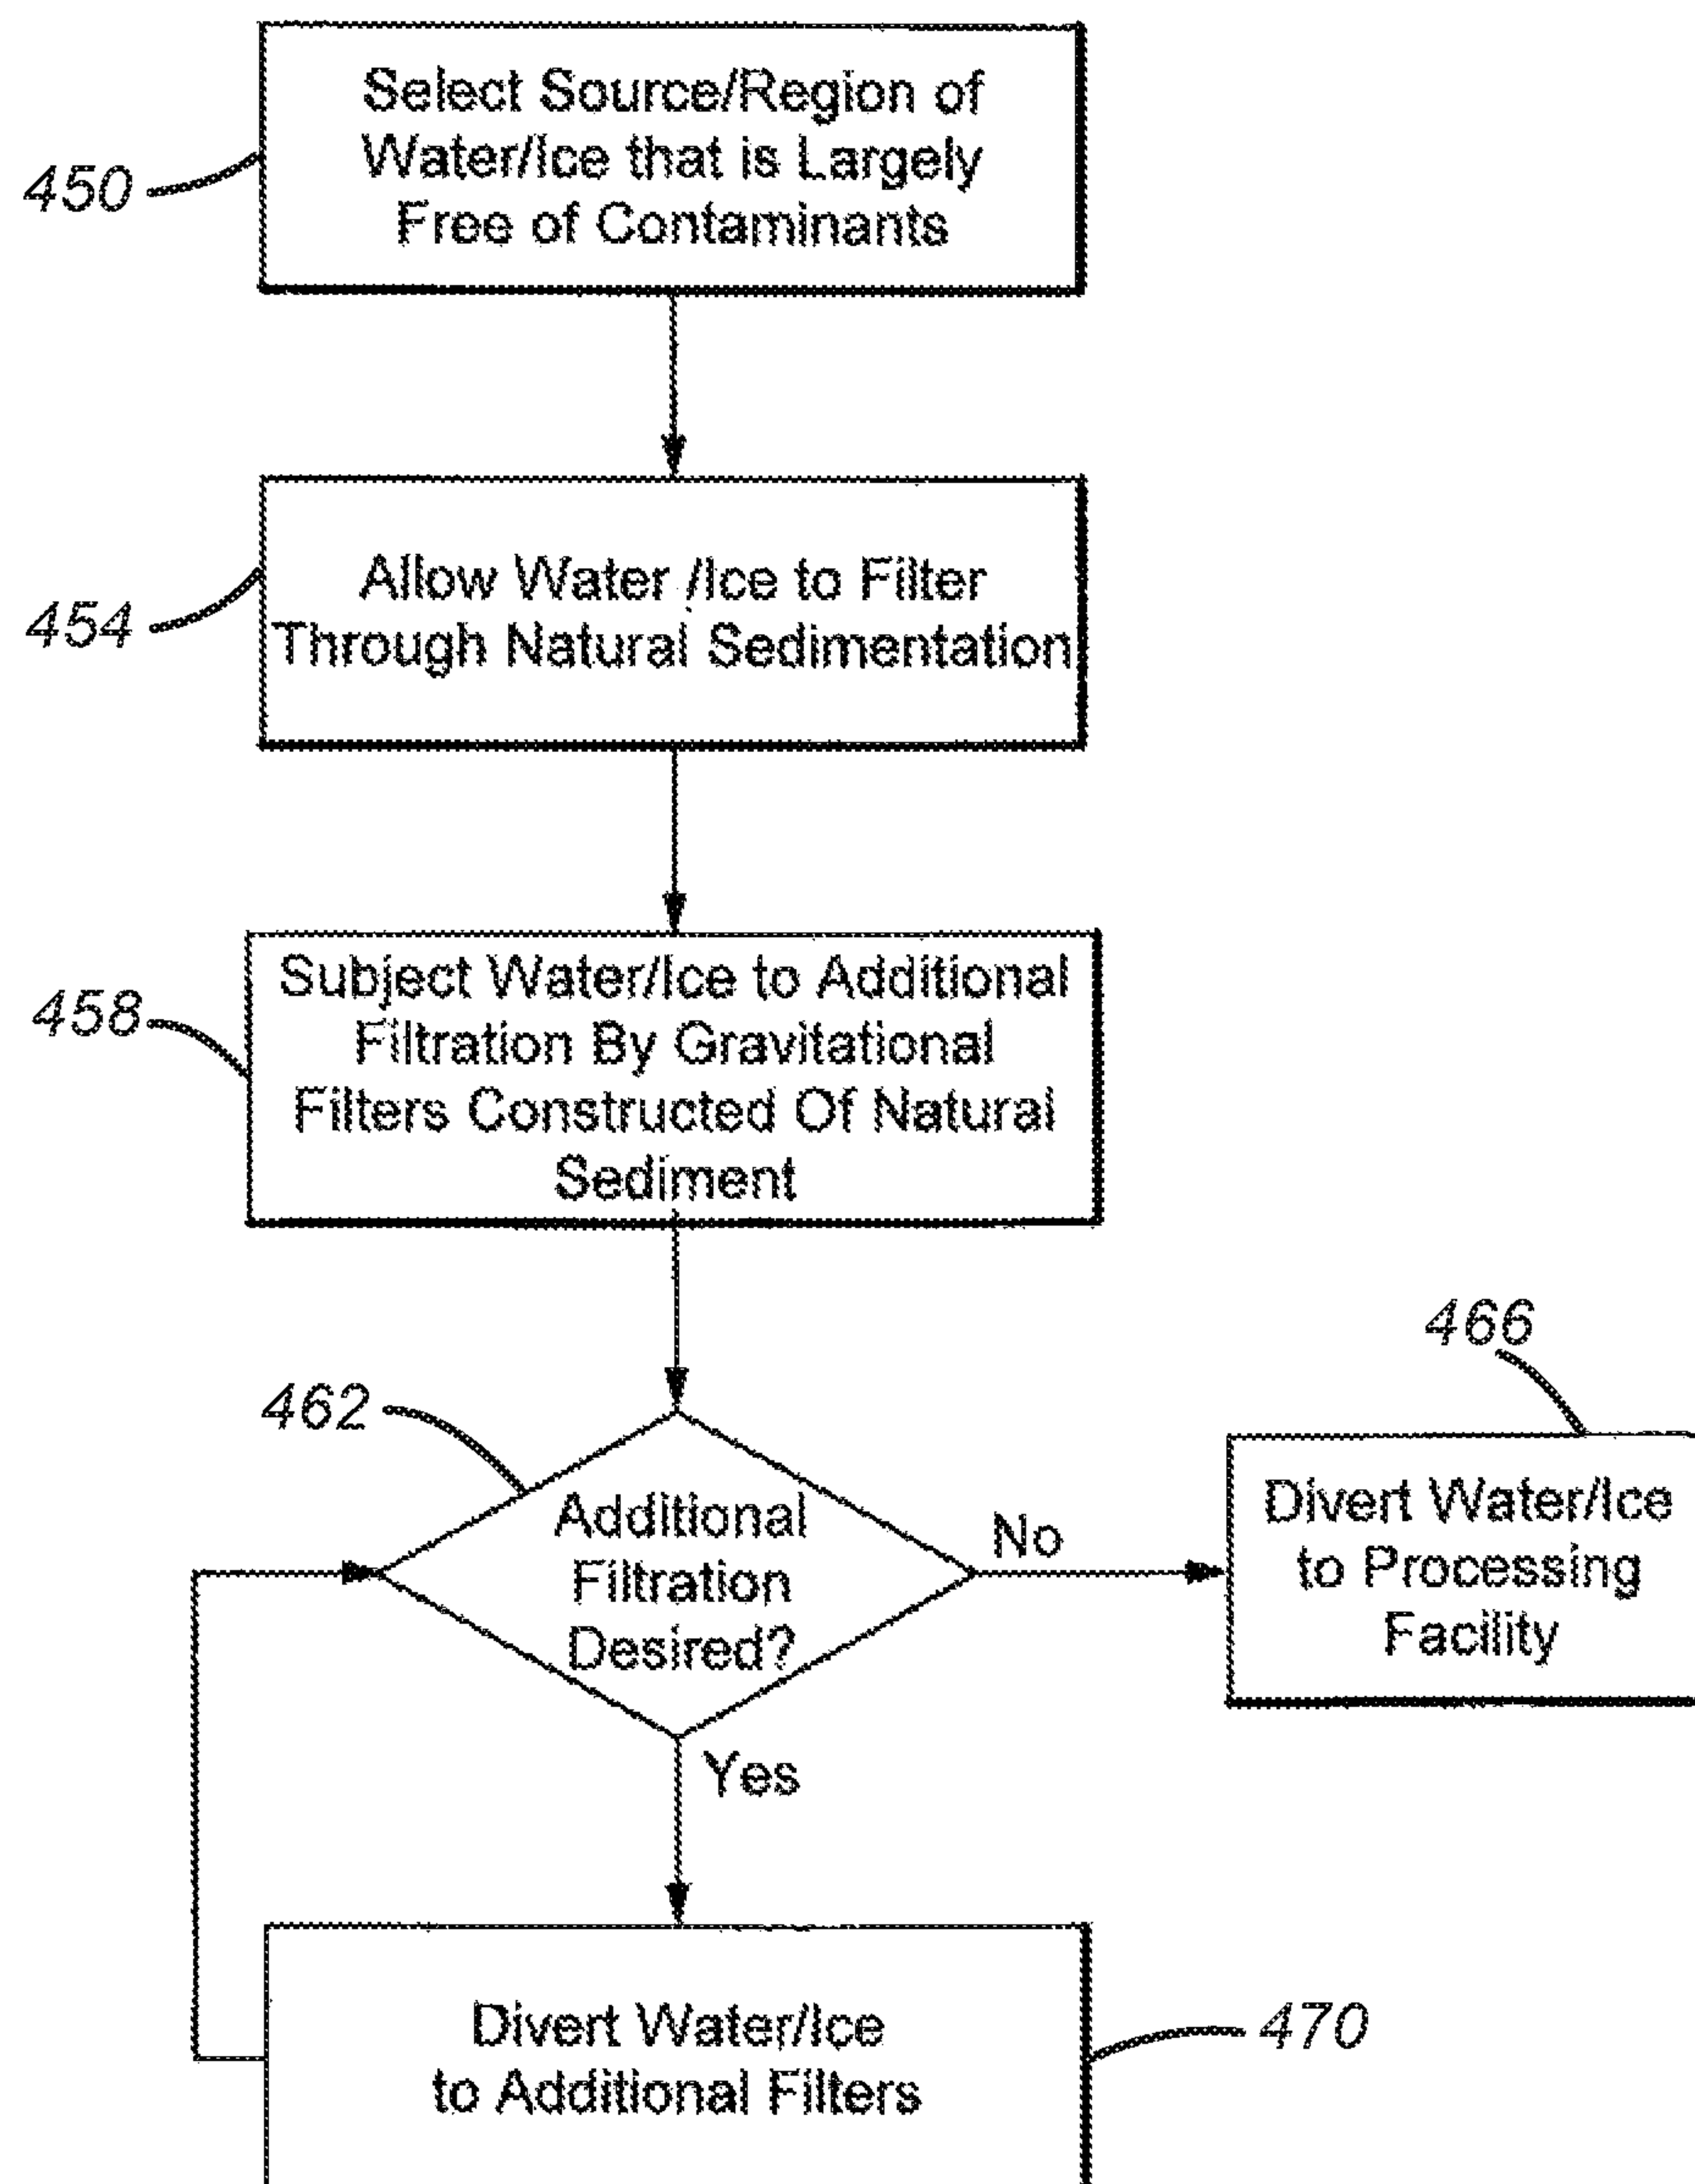 Select Source/Region of
Water/Ice that is Largely
Free of Contaminants
450
Allow Water /Ice to Filter
Through Natural Sedimentation
454
Subject Water/Ice to Additional
Filtration By Gravitational
Filters Constructed Of Natural
Sediment
458
466
462
Additional
Filtration
Desired?
No
Divert Water/Ice
to Processing
Facility
Yes
Divert Water/Ice
to Additional Filters
470